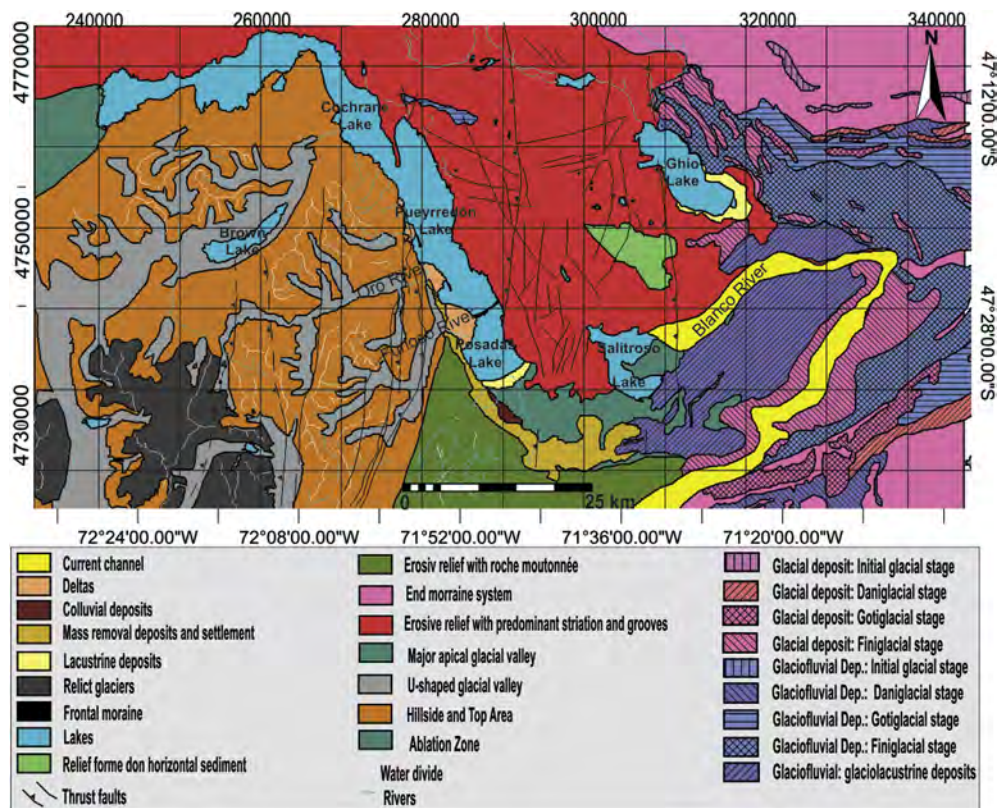 240000 260000 280000 300000 320000 340000
N
4770000
4750000
4730000
47°12'00.00"S
47°28'00.00"S
Cochrane
Lake
Ghio
Lake
Pueyrredón
Lake
Brown
Lake
Oro River
Furioso River
Blanco River
Posadas
Lake
Salitroso
Lake
0 25 km
72°24'00.00"W 72°08'00.00"W 71°52'00.00"W 71°36'00.00"W 71°20'00.00"W
Current channel
Deltas
Colluvial deposits
Mass removal deposits and settlement
Lacustrine deposits
Relict glaciers
Frontal moraine
Lakes
Relief forme don horizontal sediment
Thrust faults
Erosiv relief with roche moutonnée
End morraine system
Erosive relief with predominant striation and grooves
Major apical glacial valley
U-shaped glacial valley
Hillside and Top Area
Ablation Zone
Water divide
Rivers
Glacial deposit: Initial glacial stage
Glacial deposit: Daniglacial stage
Glacial deposit: Gotiglacial stage
Glacial deposit: Finiglacial stage
Glaciofluvial Dep.: Initial glacial stage
Glaciofluvial Dep.: Daniglacial stage
Glaciofluvial Dep.: Gotiglacial stage
Glaciofluvial Dep.: Finiglacial stage
Glaciofluvial: glaciolacustrine deposits